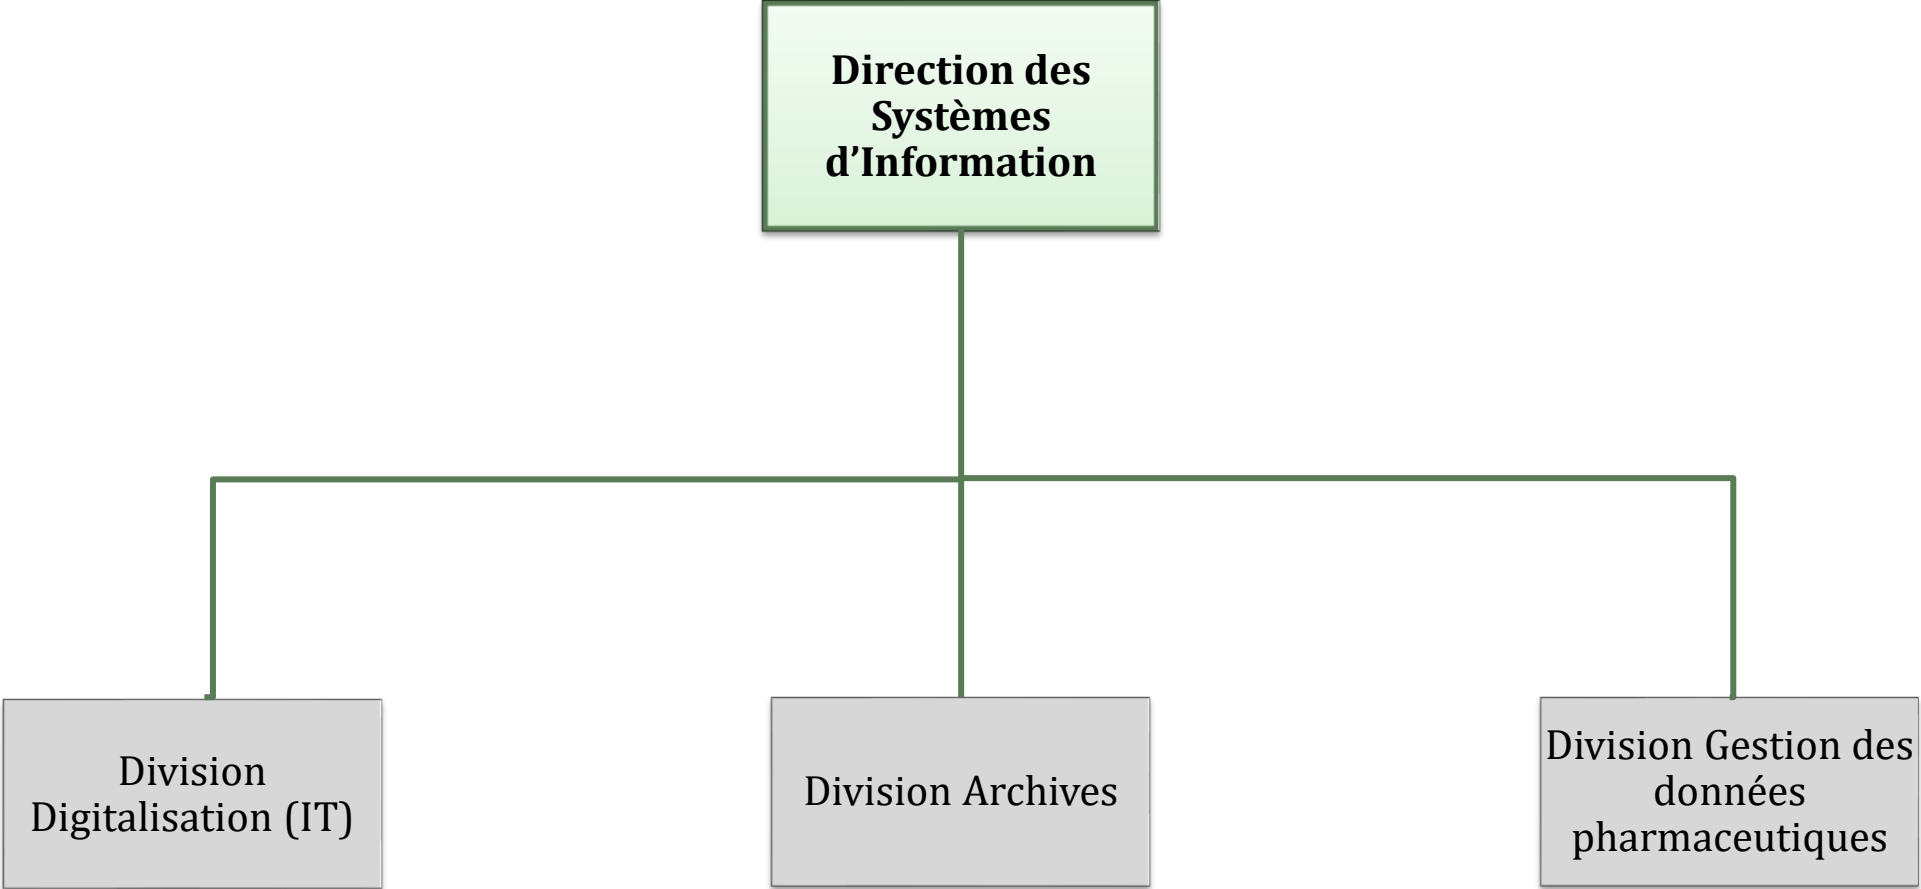 Direction des
Systèmes
d’Information
Division
Digitalisation (IT)
Division Archives
Division Gestion des
données
pharmaceutiques